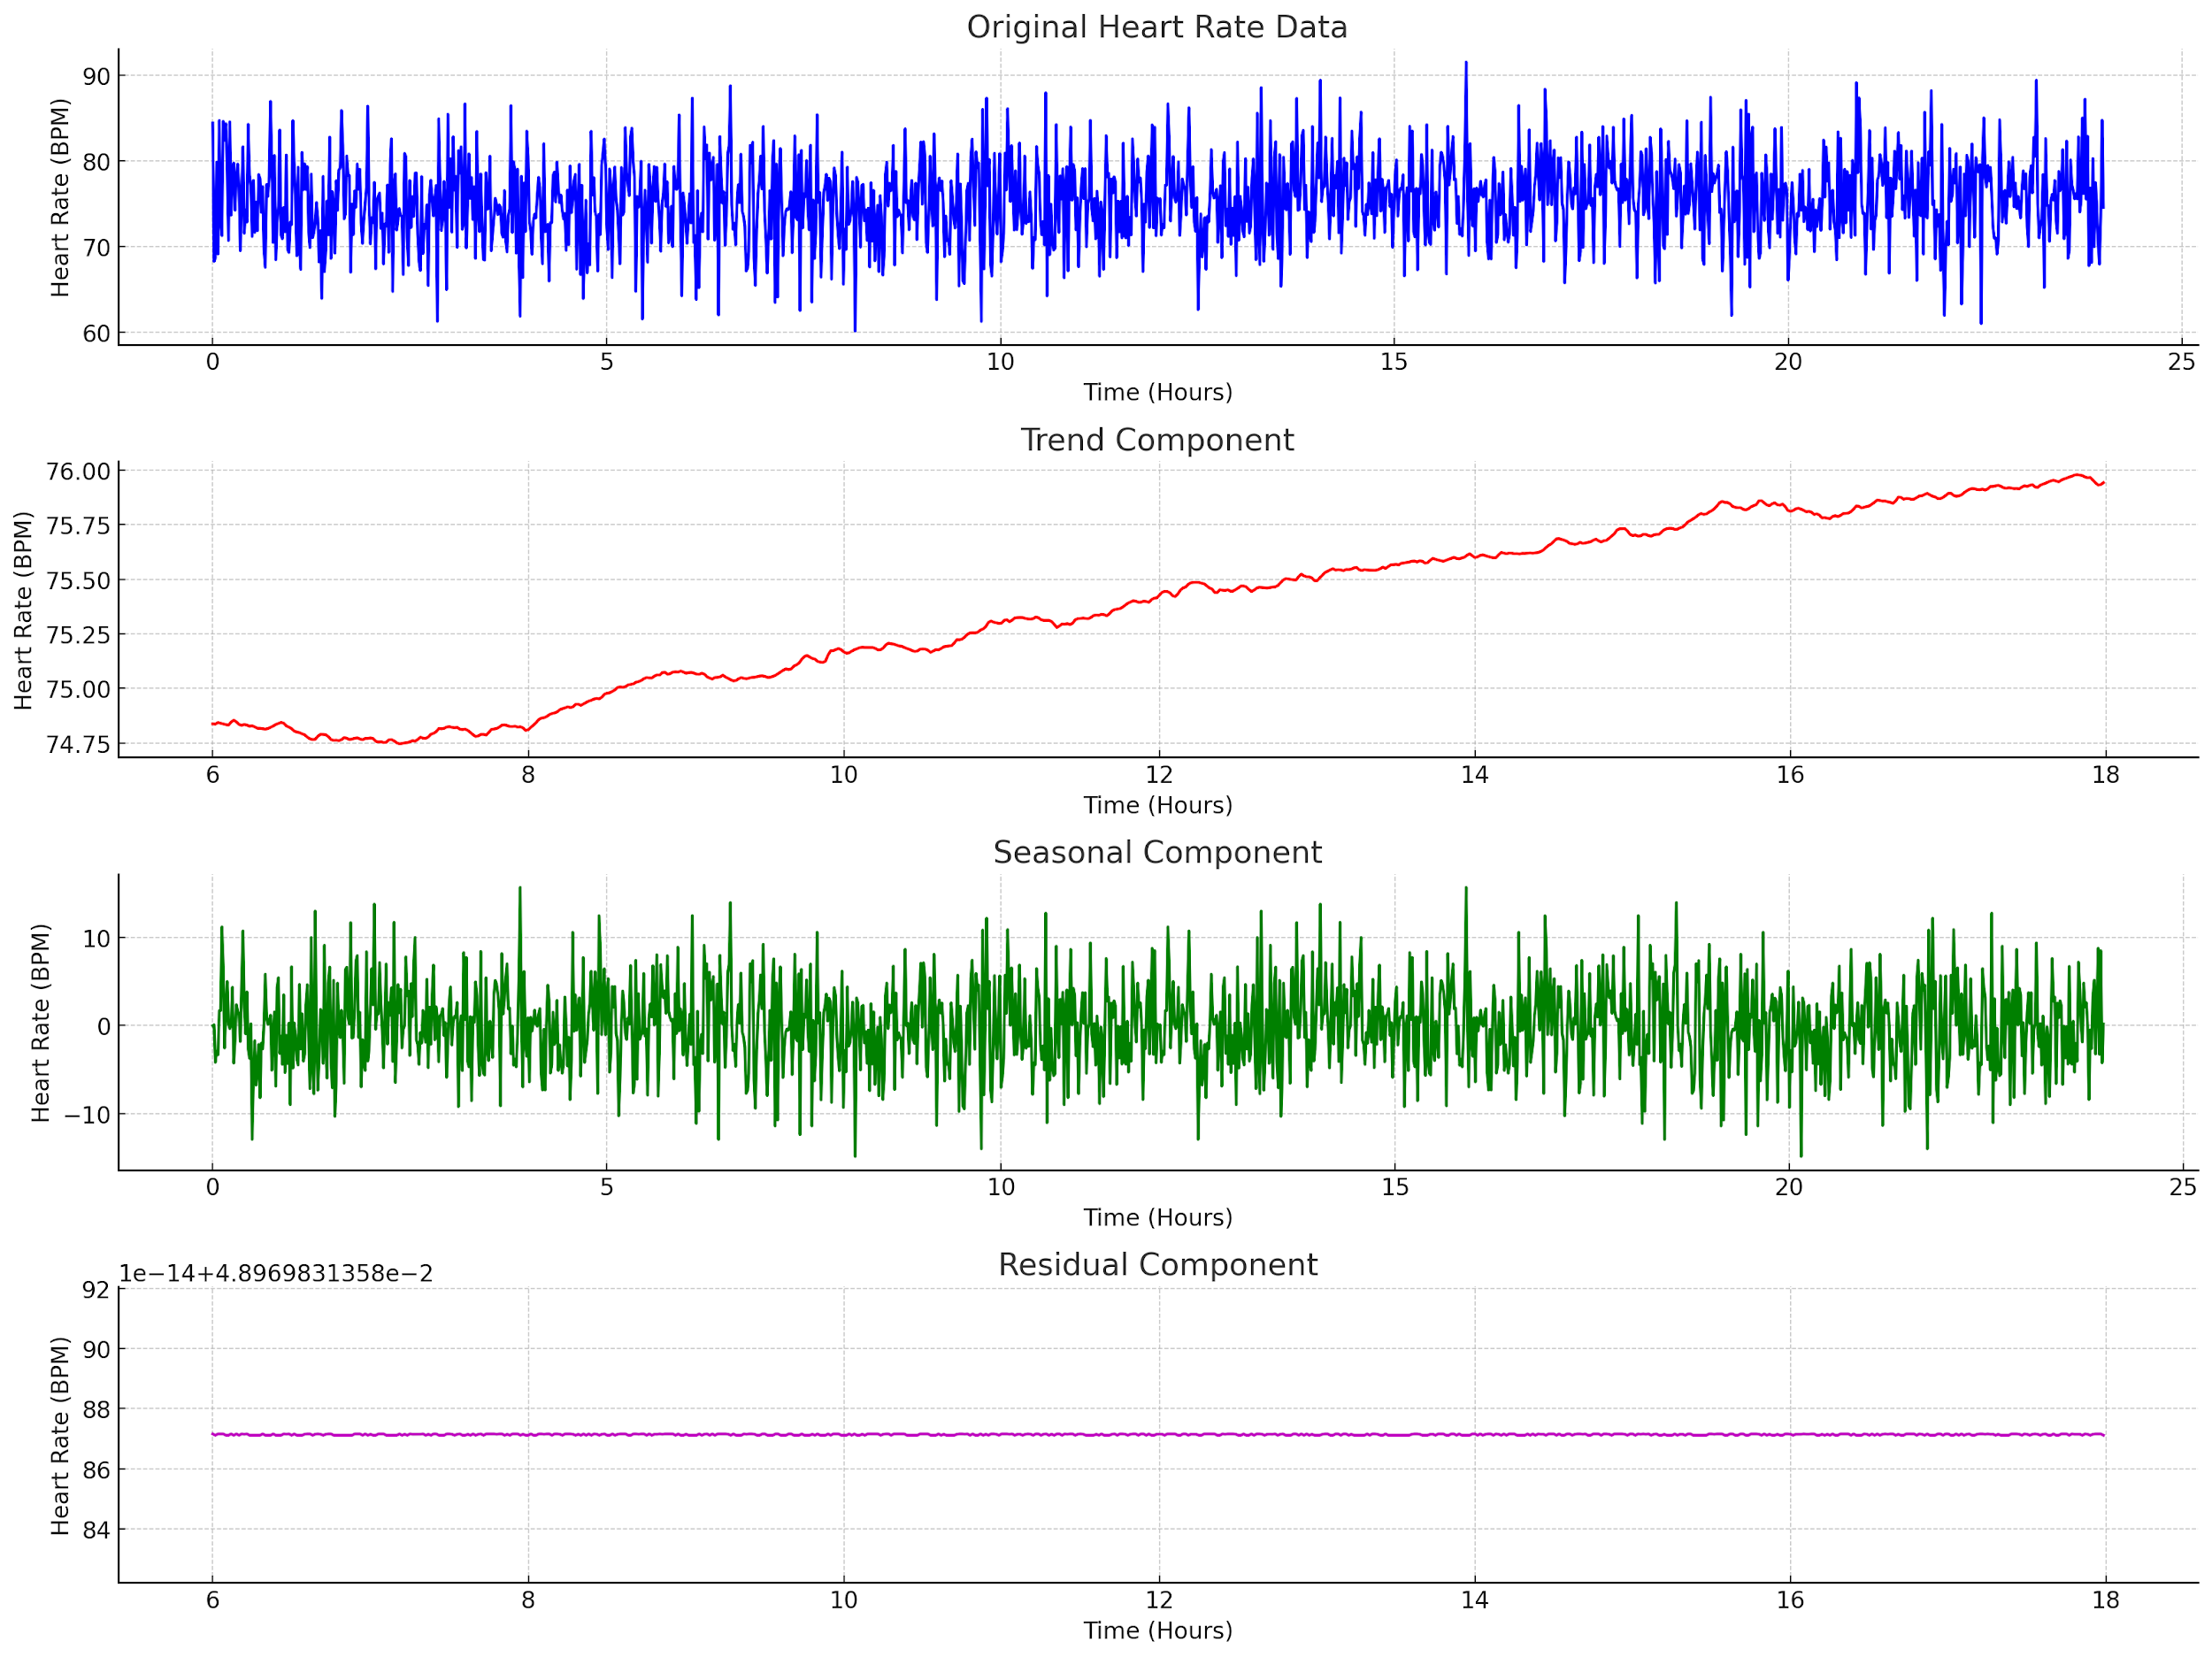 Original Heart Rate Data
Heart Rate (BPM)
90
80
70
60
0 5 10 15 20 25
Time (Hours)
Trend Component
Heart Rate (BPM)
76.00
75.75
75.50
75.25
75.00
74.75
6 8 10 12 14 16 18
Time (Hours)
Seasonal Component
Heart Rate (BPM)
10
0
−10
0 5 10 15 20 25
Time (Hours)
Residual Component
1e−14+4.8969831358e−2
Heart Rate (BPM)
92
90
88
86
84
6 8 10 12 14 16 18
Time (Hours)